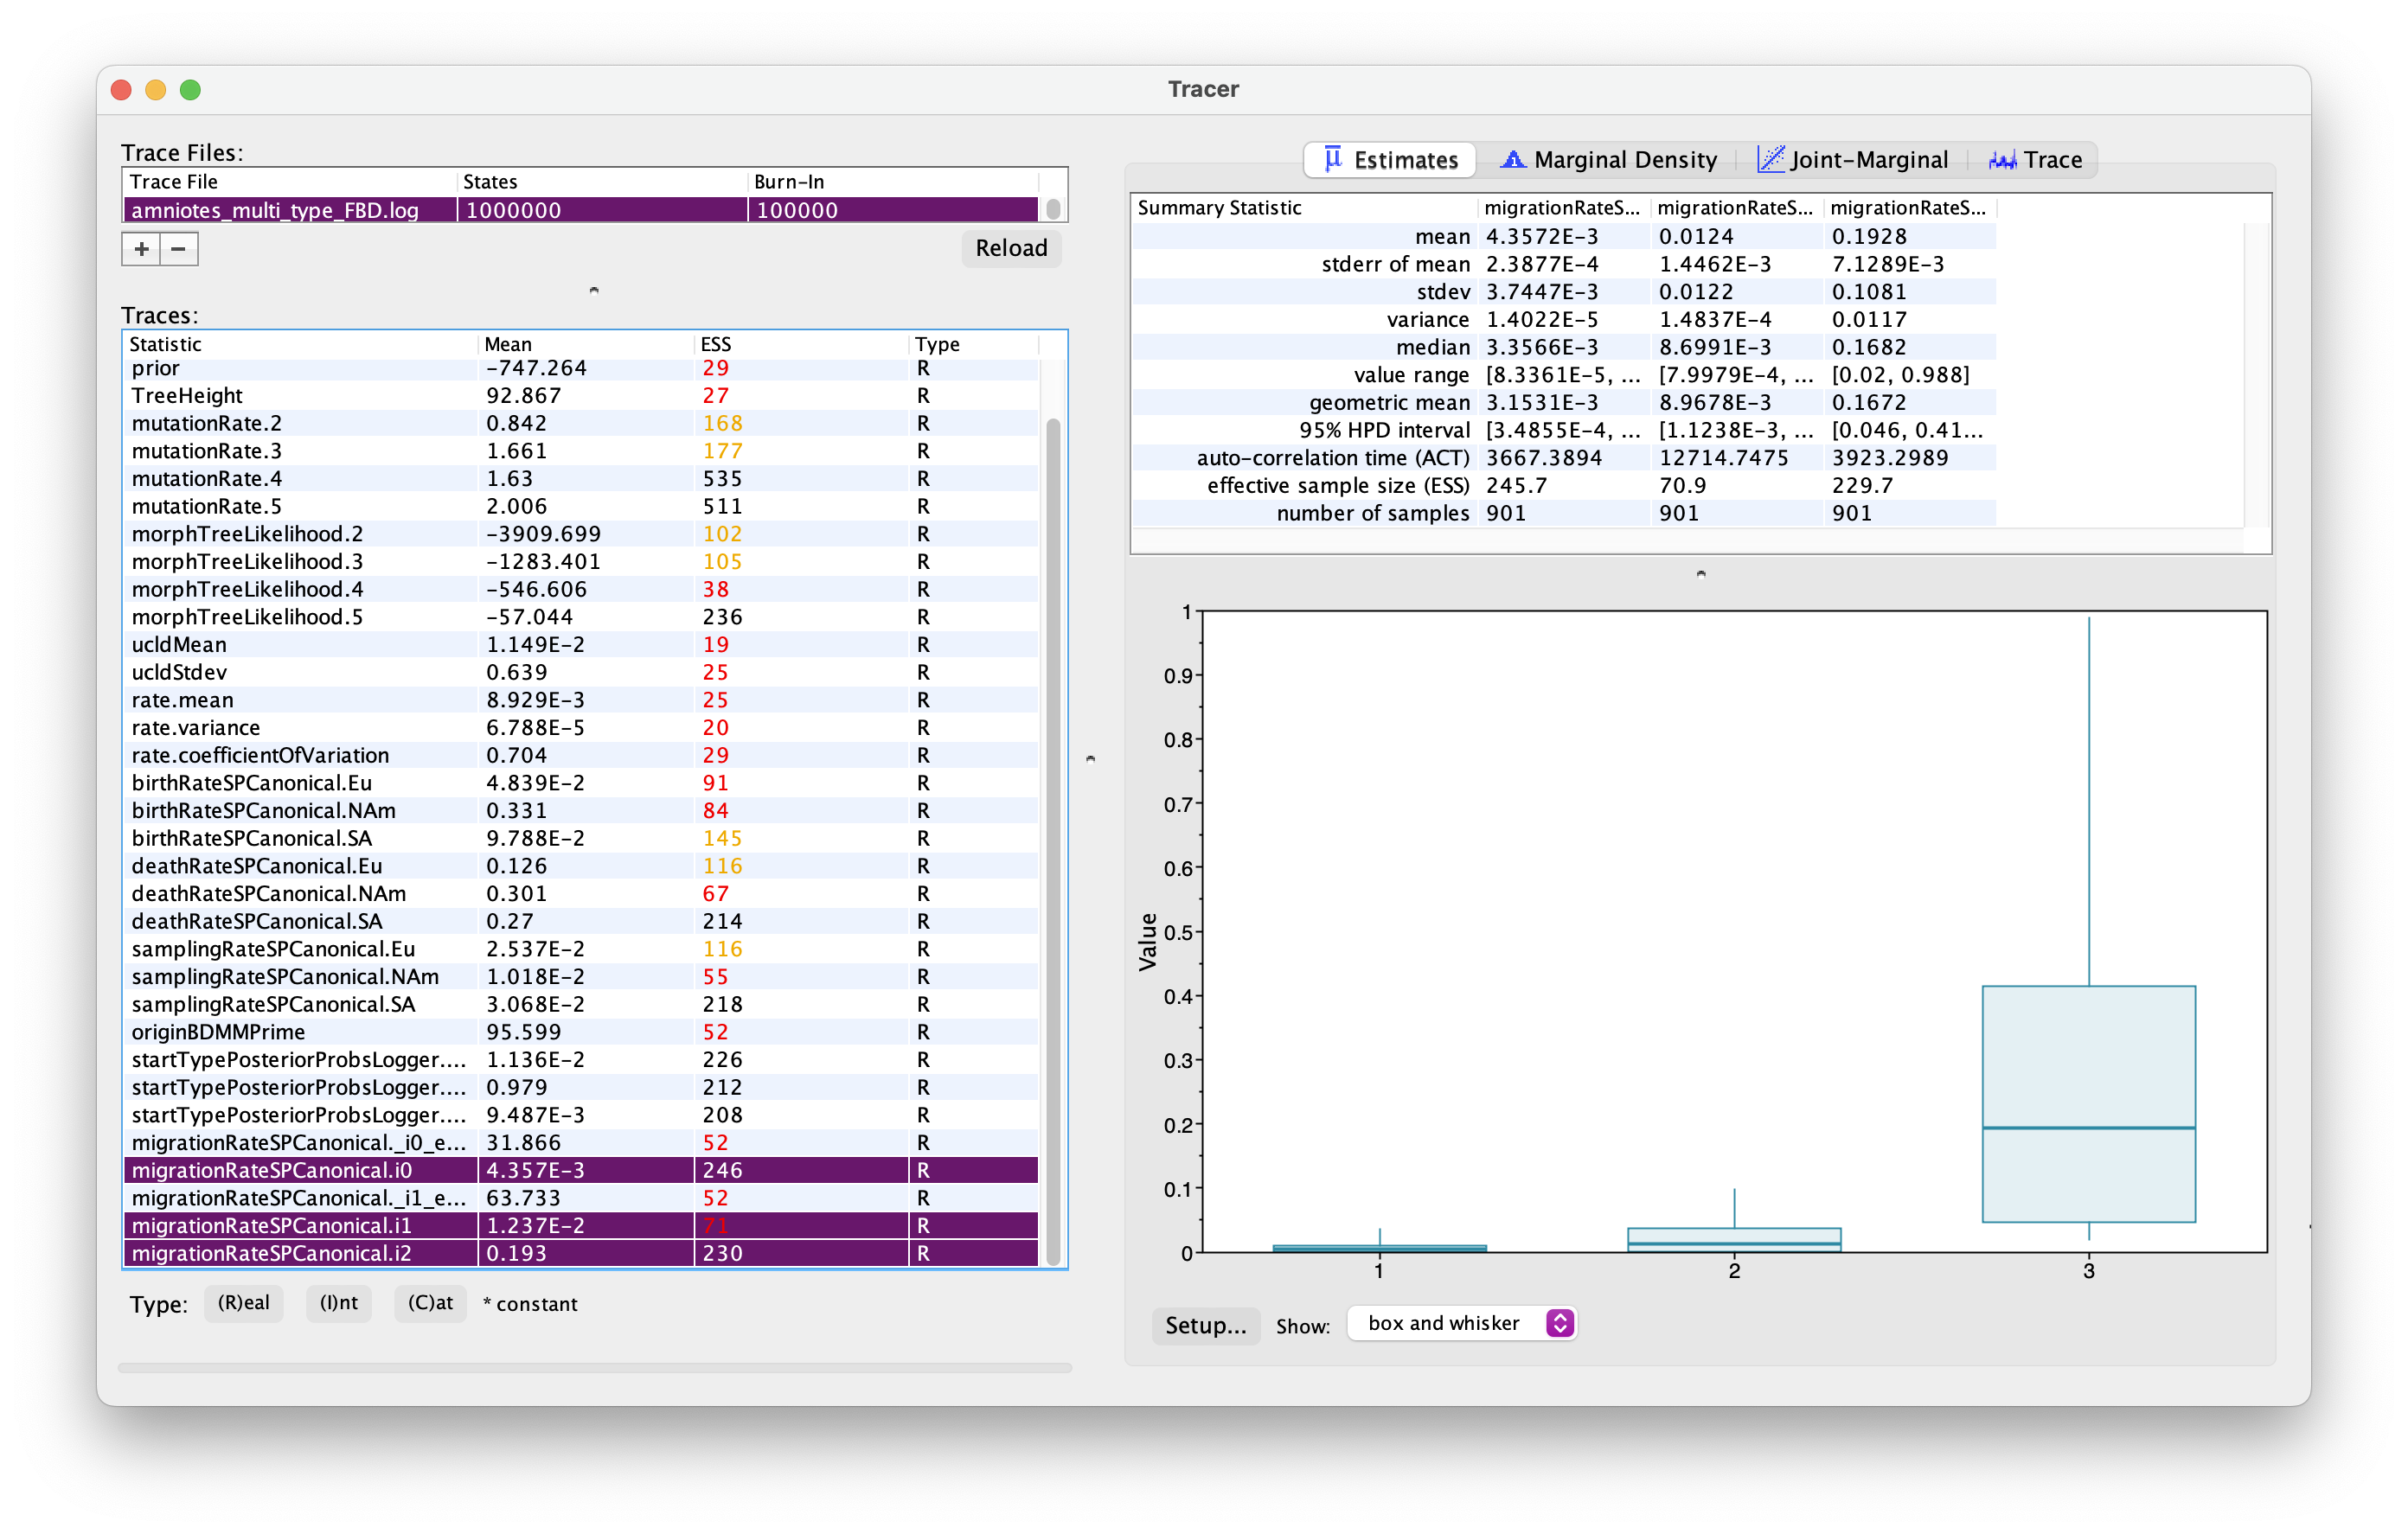 Tracer
Trace Files:
Trace File States Burn-In
amniotes_multi_type_FBD.log 1000000 100000
+ −
Reload
Traces:
Statistic Mean ESS Type
prior -747.264 29 R
TreeHeight 92.867 27 R
mutationRate.2 0.842 168 R
mutationRate.3 1.661 177 R
mutationRate.4 1.63 535 R
mutationRate.5 2.006 511 R
morphTreeLikelihood.2 -3909.699 102 R
morphTreeLikelihood.3 -1283.401 105 R
morphTreeLikelihood.4 -546.606 38 R
morphTreeLikelihood.5 -57.044 236 R
ucldMean 1.149E-2 19 R
ucldStdev 0.639 25 R
rate.mean 8.929E-3 25 R
rate.variance 6.788E-5 20 R
rate.coefficientOfVariation 0.704 29 R
birthRateSPCanonical.Eu 4.839E-2 91 R
birthRateSPCanonical.NAm 0.331 84 R
birthRateSPCanonical.SA 9.788E-2 145 R
deathRateSPCanonical.Eu 0.126 116 R
deathRateSPCanonical.NAm 0.301 67 R
deathRateSPCanonical.SA 0.27 214 R
samplingRateSPCanonical.Eu 2.537E-2 116 R
samplingRateSPCanonical.NAm 1.018E-2 55 R
samplingRateSPCanonical.SA 3.068E-2 218 R
originBDMMPrime 95.599 52 R
startTypePosteriorProbsLogger.... 1.136E-2 226 R
startTypePosteriorProbsLogger.... 0.979 212 R
startTypePosteriorProbsLogger.... 9.487E-3 208 R
migrationRateSPCanonical._i0_e... 31.866 52 R
migrationRateSPCanonical.i0 4.357E-3 246 R
migrationRateSPCanonical._i1_e... 63.733 52 R
migrationRateSPCanonical.i1 1.237E-2 71 R
migrationRateSPCanonical.i2 0.193 230 R
Type: (R)eal (I)nt (C)at * constant
Estimates Marginal Density Joint-Marginal Trace
Summary Statistic migrationRateS... migrationRateS... migrationRateS...
mean 4.3572E-3 0.0124 0.1928
stderr of mean 2.3877E-4 1.4462E-3 7.1289E-3
stdev 3.7447E-3 0.0122 0.1081
variance 1.4022E-5 1.4837E-4 0.0117
median 3.3566E-3 8.6991E-3 0.1682
value range [8.3361E-5, ... [7.9979E-4, ... [0.02, 0.988]
geometric mean 3.1531E-3 8.9678E-3 0.1672
95% HPD interval [3.4855E-4, ... [1.1238E-3, ... [0.046, 0.41...
auto-correlation time (ACT) 3667.3894 12714.7475 3923.2989
effective sample size (ESS) 245.7 70.9 229.7
number of samples 901 901 901
1
0.9
0.8
0.7
0.6
0.5
0.4
0.3
0.2
0.1
0
Value
1 2 3
Setup... Show: box and whisker